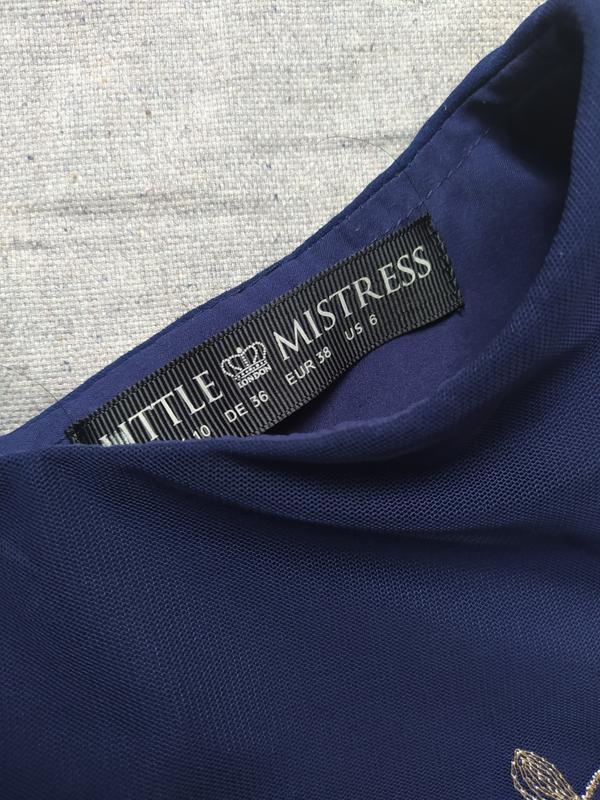 LITTLE MISTRESS
LONDON
10 DE 36 EUR 38 US 6